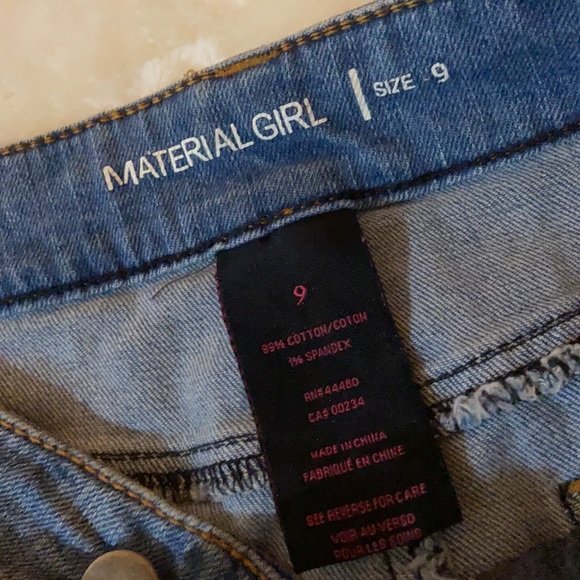 MATERIAL GIRL | SIZE 9
9
99% COTTON/COTON
1% SPANDEX
RN# 44480
CA# 00234
MADE IN CHINA
FABRIQUÉ EN CHINE
SEE REVERSE FOR CARE
VOIR AU VERSO
POUR LES SOINS